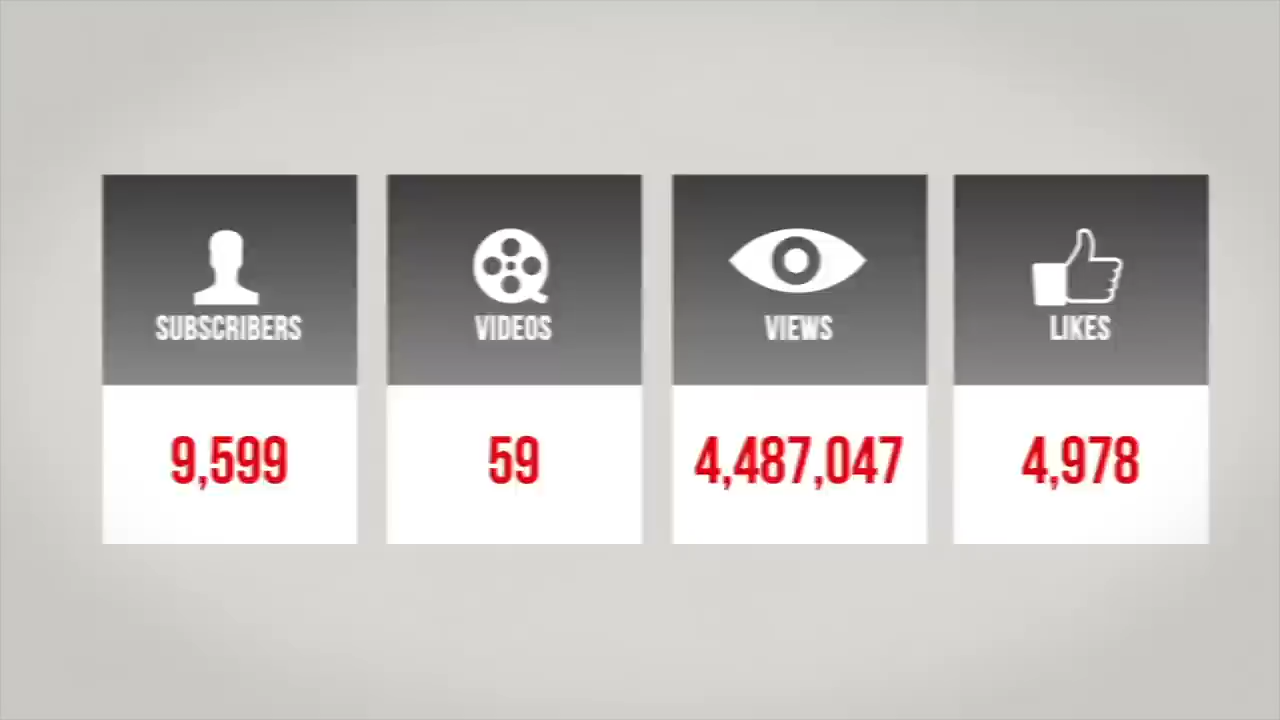 SUBSCRIBERS
VIDEOS
VIEWS
LIKES
9,599
59
4,487,047
4,978